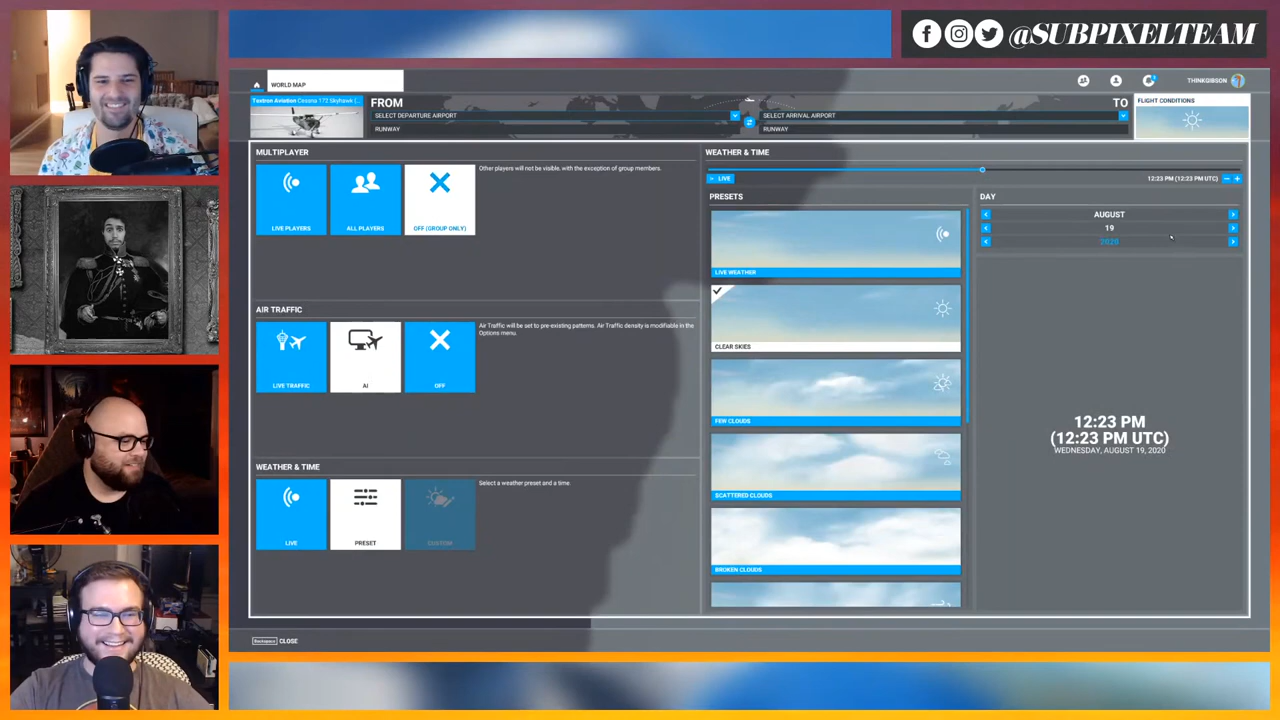 @SUBPIXELTEAM
WORLD MAP
THINKGIBSON
Textron Aviation Cessna 172 Skyhawk (...
FROM
SELECT DEPARTURE AIRPORT
RUNWAY
TO
SELECT ARRIVAL AIRPORT
RUNWAY
FLIGHT CONDITIONS
MULTIPLAYER
LIVE PLAYERS
ALL PLAYERS
OFF (GROUP ONLY)
Other players will not be visible, with the exception of group members.
AIR TRAFFIC
LIVE TRAFFIC
AI
OFF
Air Traffic will be set to pre-existing patterns. Air Traffic density is modifiable in the
Options menu.
WEATHER & TIME
LIVE
PRESET
CUSTOM
Select a weather preset and a time.
WEATHER & TIME
LIVE
12:23 PM (12:23 PM UTC)
PRESETS
LIVE WEATHER
CLEAR SKIES
FEW CLOUDS
SCATTERED CLOUDS
BROKEN CLOUDS
DAY
AUGUST
19
2020
12:23 PM
(12:23 PM UTC)
WEDNESDAY, AUGUST 19, 2020
Backspace CLOSE